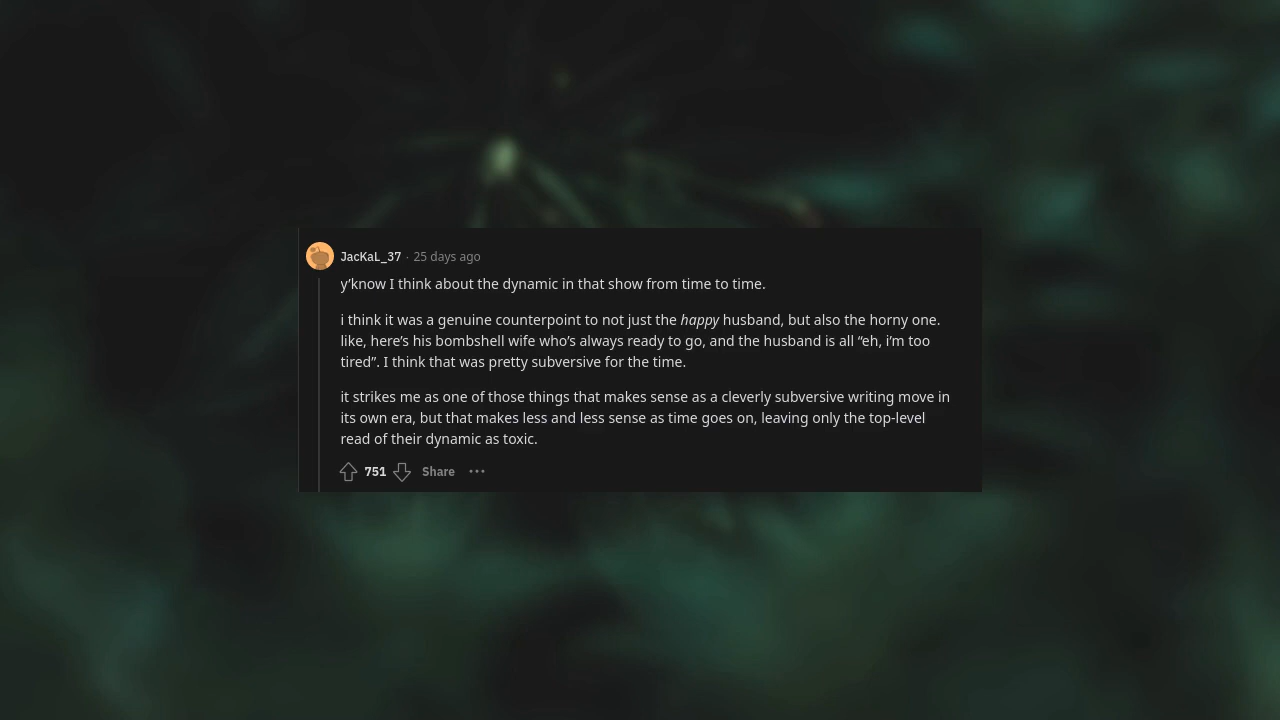 JacKaL_37 · 25 days ago
y’know I think about the dynamic in that show from time to time.
i think it was a genuine counterpoint to not just the happy husband, but also the horny one.
like, here’s his bombshell wife who’s always ready to go, and the husband is all “eh, i’m too
tired”. I think that was pretty subversive for the time.
it strikes me as one of those things that makes sense as a cleverly subversive writing move in
its own era, but that makes less and less sense as time goes on, leaving only the top-level
read of their dynamic as toxic.
751 Share ···